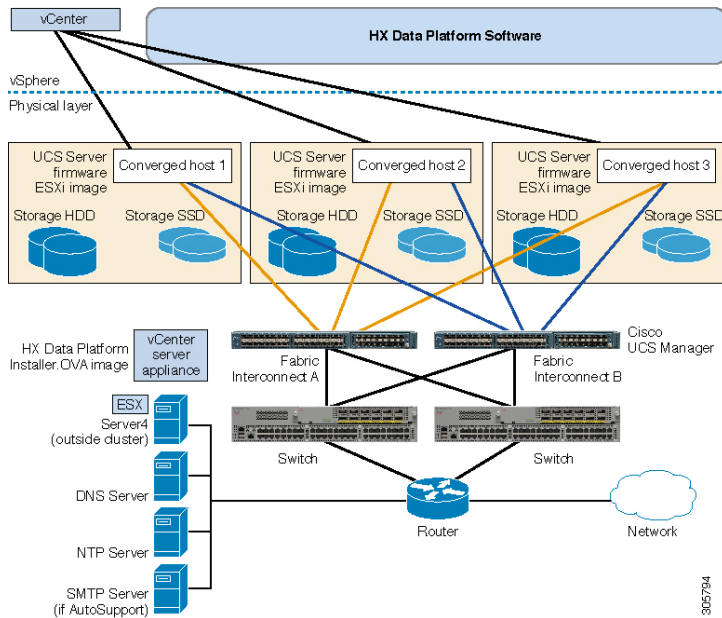 vCenter
HX Data Platform Software
vSphere
Physical layer
UCS Server
firmware
ESXi image
Converged host 1
Storage HDD
Storage SSD
UCS Server
firmware
ESXi image
Converged host 2
Storage HDD
Storage SSD
UCS Server
firmware
ESXi image
Converged host 3
Storage HDD
Storage SSD
HX Data Platform
Installer.OVA image
vCenter
server
appliance
Fabric
Interconnect A
Fabric
Interconnect B
Cisco
UCS Manager
ESX
Server4
(outside cluster)
Switch
Switch
DNS Server
NTP Server
SMTP Server
(if AutoSupport)
Router
Network
305794